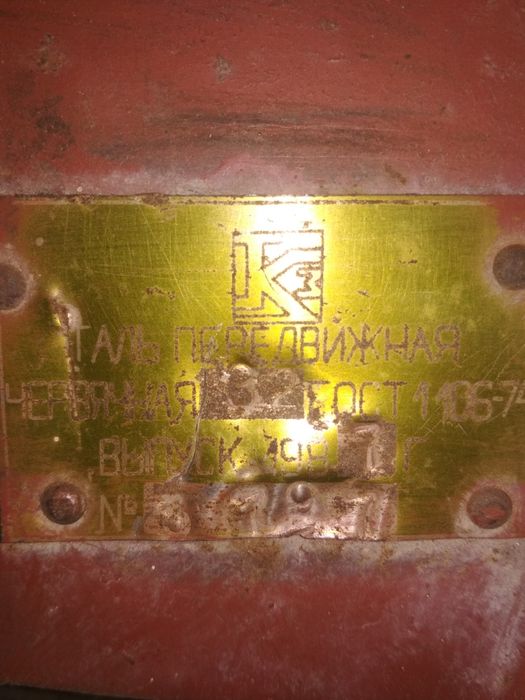 ТАЛЬ ПЕРЕДВИЖНАЯ
ЧЕРВЯЧНАЯ ГОСТ 1106-74
ВЫПУСК Г
№